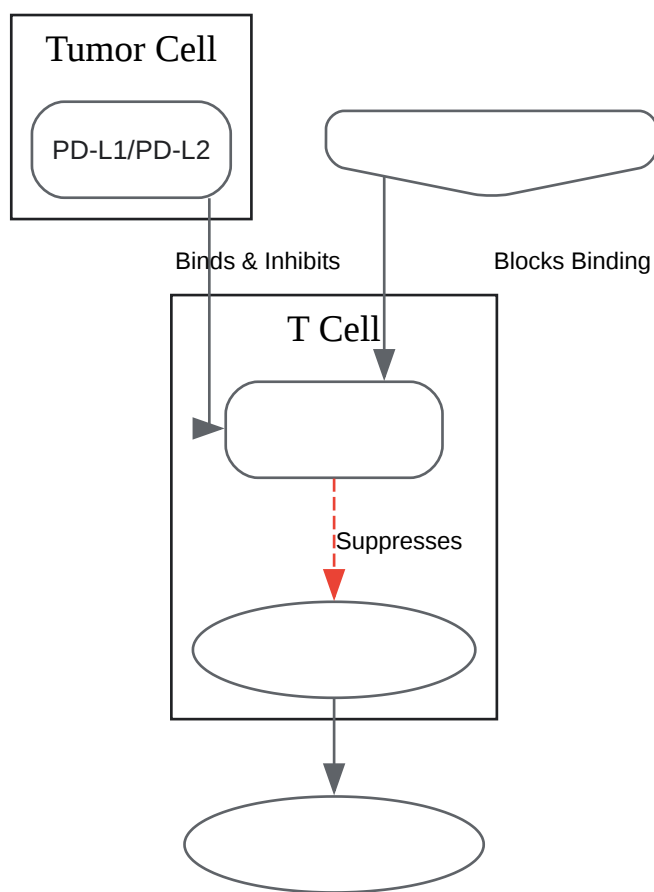 Tumor Cell
PD-L1/PD-L2
Binds & Inhibits
Blocks Binding
T Cell
Suppresses